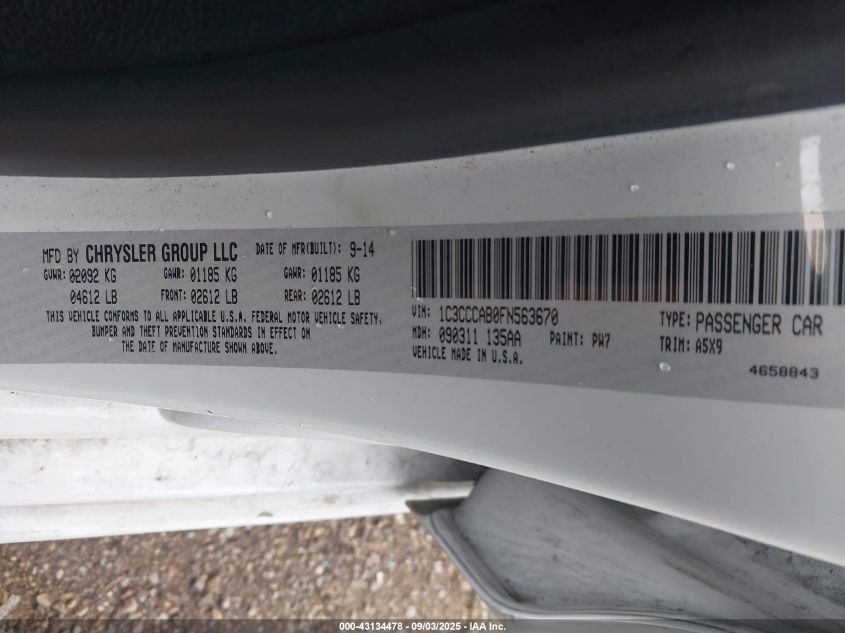 MFD BY CHRYSLER GROUP LLC DATE OF MFR(BUILT): 9-14
GVWR: 02092 KG GAWR: 01185 KG GAWR: 01185 KG
04612 LB FRONT: 02612 LB REAR: 02612 LB
THIS VEHICLE CONFORMS TO ALL APPLICABLE U.S.A. FEDERAL MOTOR VEHICLE SAFETY,
BUMPER AND THEFT PREVENTION STANDARDS IN EFFECT ON
THE DATE OF MANUFACTURE SHOWN ABOVE.
VIN: 1C3CCCAB0FN563670 TYPE: PASSENGER CAR
MDH: 090311 135AA PAINT: PW7 TRIM: A5X9
VEHICLE MADE IN U.S.A.
4658843
000-43134478 - 09/03/2025 - IAA Inc.